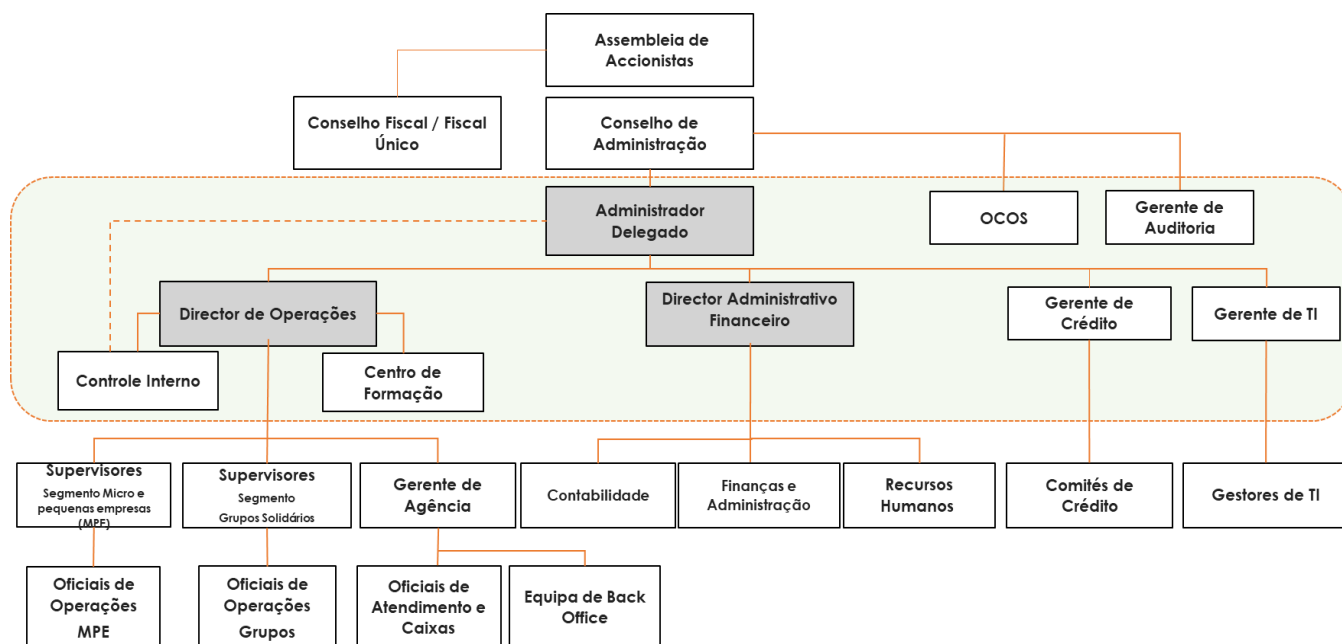 Assembleia de
Accionistas
Conselho Fiscal / Fiscal
Único
Conselho de
Administração
Administrador
Delegado
OCOS
Gerente de
Auditoria
Director de Operações
Director Administrativo
Financeiro
Gerente de
Crédito
Gerente de TI
Controle Interno
Centro de
Formação
Supervisores
Segmento Micro e
pequenas empresas
(MPE)
Supervisores
Segmento
Grupos Solidários
Gerente de
Agência
Contabilidade
Finanças e
Administração
Recursos
Humanos
Comités de
Crédito
Gestores de TI
Oficiais de
Operações
MPE
Oficiais de
Operações
Grupos
Oficiais de
Atendimento e
Caixas
Equipa de Back
Office